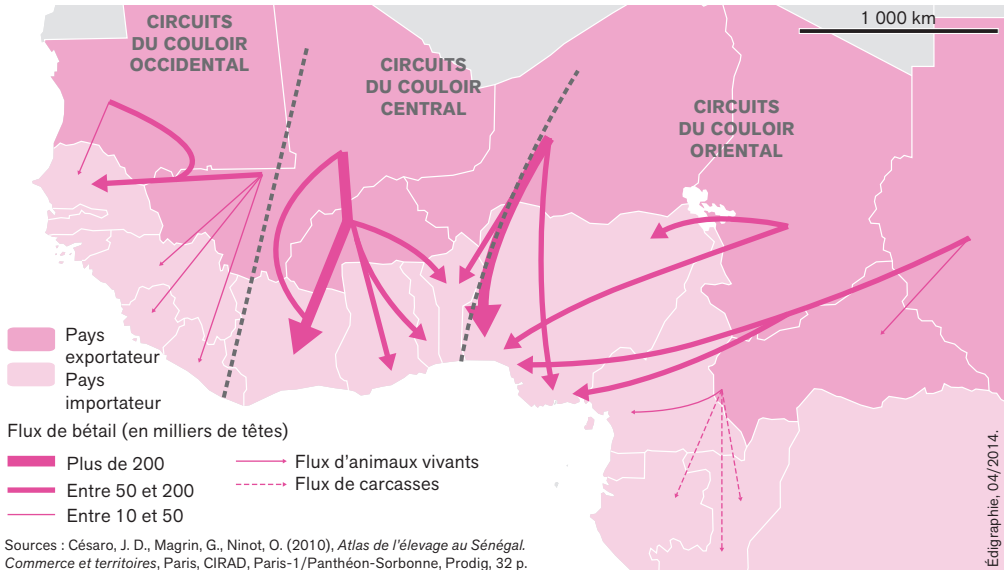 CIRCUITS
DU COULOIR
OCCIDENTAL
CIRCUITS
DU COULOIR
CENTRAL
CIRCUITS
DU COULOIR
ORIENTAL
1 000 km
Pays
exportateur
Pays
importateur
Flux de bétail (en milliers de têtes)
Plus de 200
Entre 50 et 200
Entre 10 et 50
Flux d'animaux vivants
Flux de carcasses
Sources : Césaro, J. D., Magrin, G., Ninot, O. (2010), Atlas de l'élevage au Sénégal.
Commerce et territoires, Paris, CIRAD, Paris-1/Panthéon-Sorbonne, Prodig, 32 p.
Édigraphie, 04/2014.